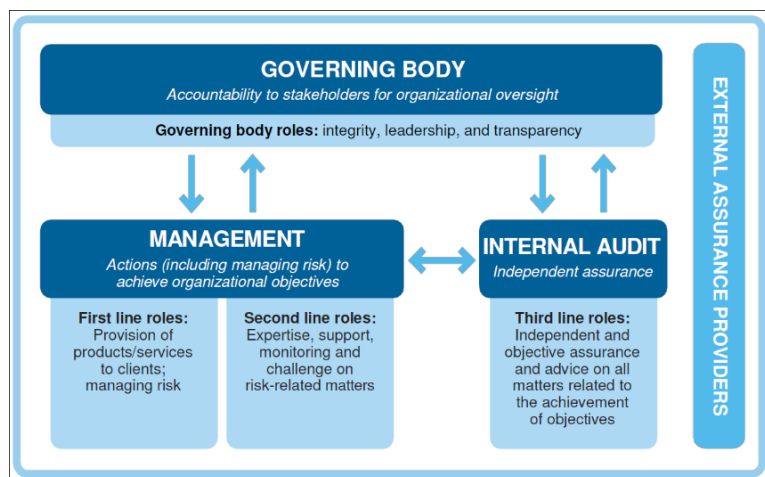 GOVERNING BODY
Accountability to stakeholders for organizational oversight
Governing body roles: integrity, leadership, and transparency
MANAGEMENT
Actions (including managing risk) to
achieve organizational objectives
First line roles:
Provision of
products/services
to clients;
managing risk
Second line roles:
Expertise, support,
monitoring and
challenge on
risk-related matters
INTERNAL AUDIT
Independent assurance
Third line roles:
Independent and
objective assurance
and advice on all
matters related to
the achievement
of objectives
EXTERNAL ASSURANCE PROVIDERS